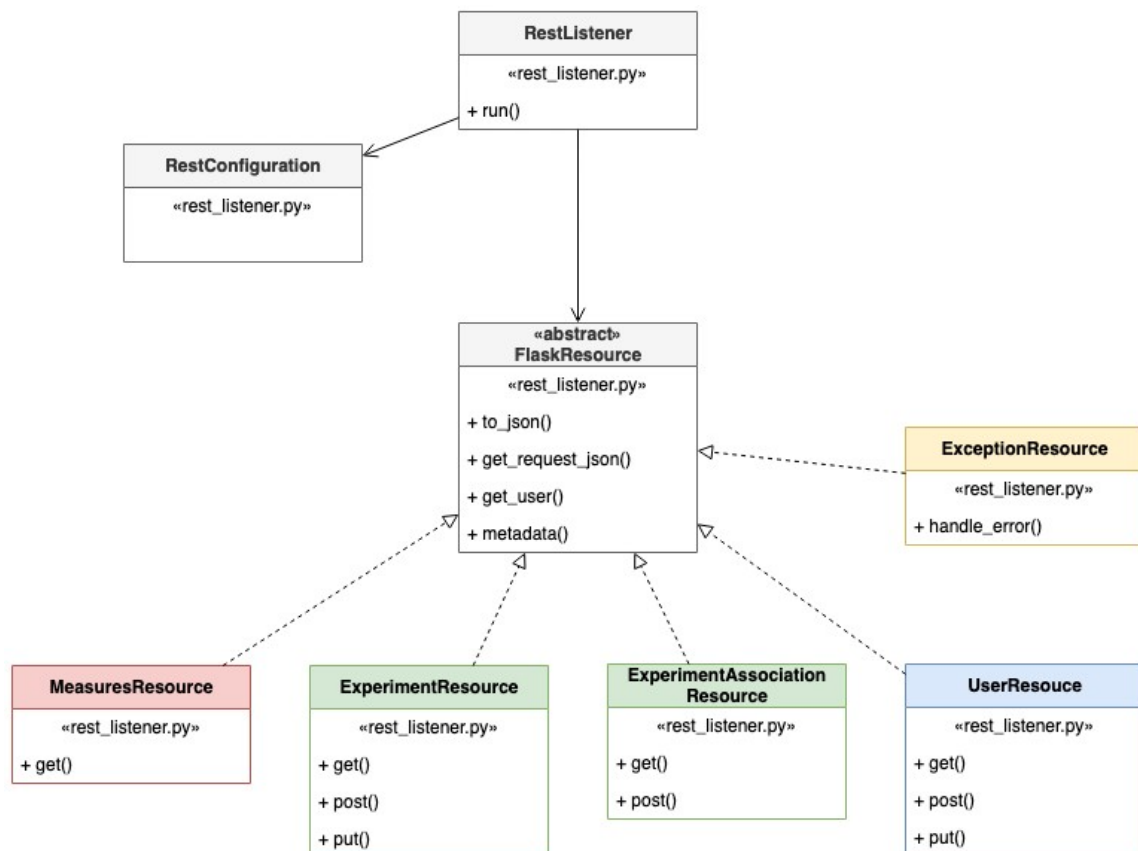 RestListener
«rest_listener.py»
+ run()
RestConfiguration
«rest_listener.py»
«abstract»
FlaskResource
«rest_listener.py»
+ to_json()
+ get_request_json()
+ get_user()
+ metadata()
ExceptionResource
«rest_listener.py»
+ handle_error()
MeasuresResource
«rest_listener.py»
+ get()
ExperimentResource
«rest_listener.py»
+ get()
+ post()
+ put()
ExperimentAssociation
Resource
«rest_listener.py»
+ get()
+ post()
UserResouce
«rest_listener.py»
+ get()
+ post()
+ put()